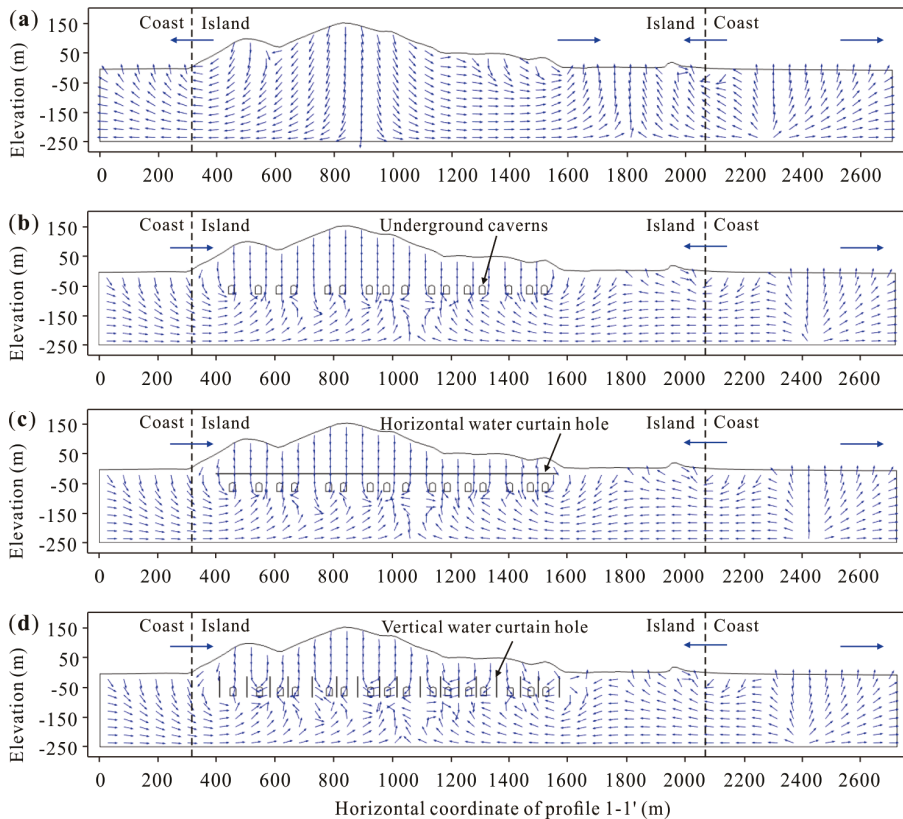 (a)
Coast Island Island Coast
Elevation (m)
150
50
-50
-150
-250
0 200 400 600 800 1000 1200 1400 1600 1800 2000 2200 2400 2600
(b)
Coast Island Underground caverns Island Coast
Elevation (m)
150
50
-50
-150
-250
0 200 400 600 800 1000 1200 1400 1600 1800 2000 2200 2400 2600
(c)
Coast Island Horizontal water curtain hole Island Coast
Elevation (m)
150
50
-50
-150
-250
0 200 400 600 800 1000 1200 1400 1600 1800 2000 2200 2400 2600
(d)
Coast Island Vertical water curtain hole Island Coast
Elevation (m)
150
50
-50
-150
-250
0 200 400 600 800 1000 1200 1400 1600 1800 2000 2200 2400 2600
Horizontal coordinate of profile 1-1' (m)